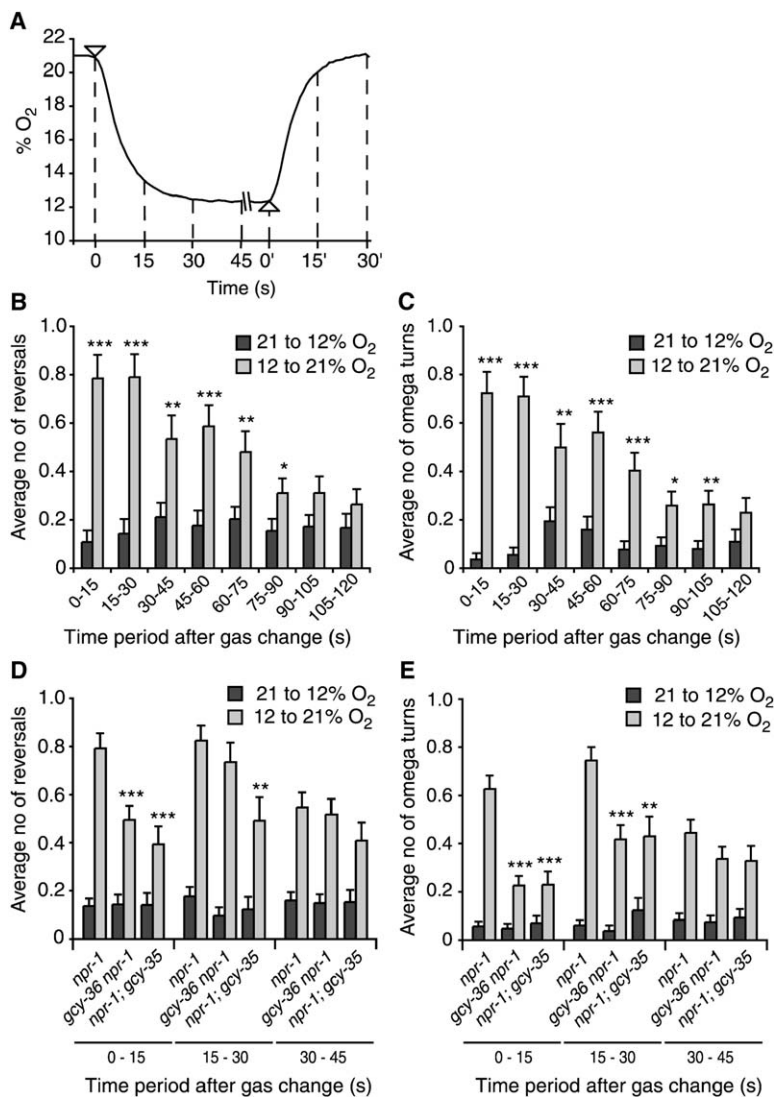 A
% O2
22
20
18
16
14
12
10
0 15 30 45 0' 15' 30'
Time (s)
B
Average no of reversals
1.0
0.8
0.6
0.4
0.2
0
21 to 12% O2
12 to 21% O2
*** *** ** *** ** *
0-15 15-30 30-45 45-60 60-75 75-90 90-105 105-120
Time period after gas change (s)
C
Average no of omega turns
1.0
0.8
0.6
0.4
0.2
0
21 to 12% O2
12 to 21% O2
*** *** ** *** *** * **
0-15 15-30 30-45 45-60 60-75 75-90 90-105 105-120
Time period after gas change (s)
D
Average no of reversals
1.0
0.8
0.6
0.4
0.2
0
21 to 12% O2
12 to 21% O2
*** *** **
npr-1 gcy-36 npr-1 npr-1; gcy-35 npr-1 gcy-36 npr-1 npr-1; gcy-35 npr-1 gcy-36 npr-1 npr-1; gcy-35
0 - 15 15 - 30 30 - 45
Time period after gas change (s)
E
Average no of omega turns
1.0
0.8
0.6
0.4
0.2
0
21 to 12% O2
12 to 21% O2
*** *** *** **
npr-1 gcy-36 npr-1 npr-1; gcy-35 npr-1 gcy-36 npr-1 npr-1; gcy-35 npr-1 gcy-36 npr-1 npr-1; gcy-35
0 - 15 15 - 30 30 - 45
Time period after gas change (s)